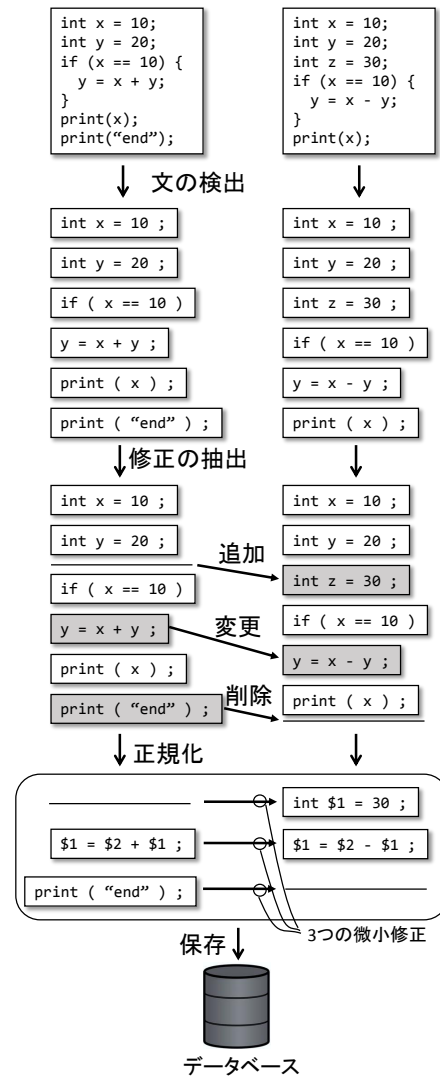 int x = 10;
int y = 20;
if (x == 10) {
y = x + y;
}
print(x);
print(“end”);
int x = 10;
int y = 20;
int z = 30;
if (x == 10) {
y = x - y;
}
print(x);
文の検出
int x = 10 ;
int y = 20 ;
if ( x == 10 )
y = x + y ;
print ( x ) ;
print ( “end” ) ;
int x = 10 ;
int y = 20 ;
int z = 30 ;
if ( x == 10 )
y = x - y ;
print ( x ) ;
修正の抽出
int x = 10 ;
int y = 20 ;
if ( x == 10 )
y = x + y ;
print ( x ) ;
print ( “end” ) ;
追加
変更
削除
int x = 10 ;
int y = 20 ;
int z = 30 ;
if ( x == 10 )
y = x - y ;
print ( x ) ;
正規化
int $1 = 30 ;
$1 = $2 + $1 ;
$1 = $2 - $1 ;
print ( “end” ) ;
3つの微小修正
保存
データベース